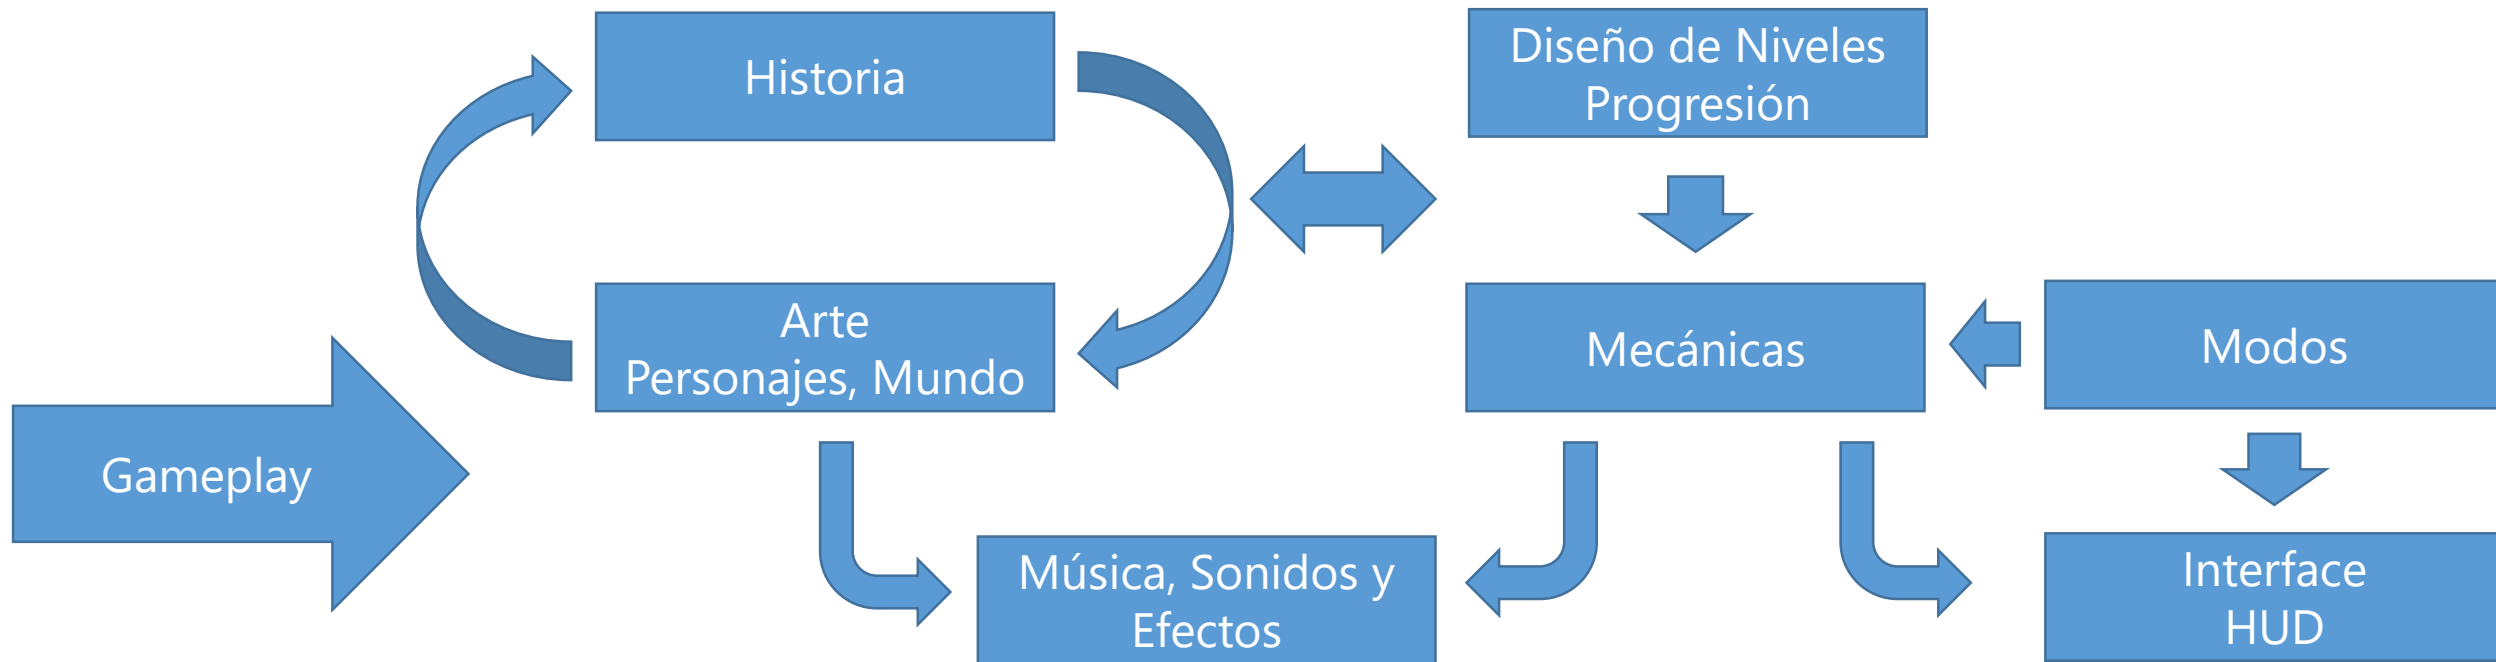 Historia
Diseño de Niveles
Progresión
Arte
Personajes, Mundo
Mecánicas
Modos
Gameplay
Música, Sonidos y
Efectos
Interface
HUD